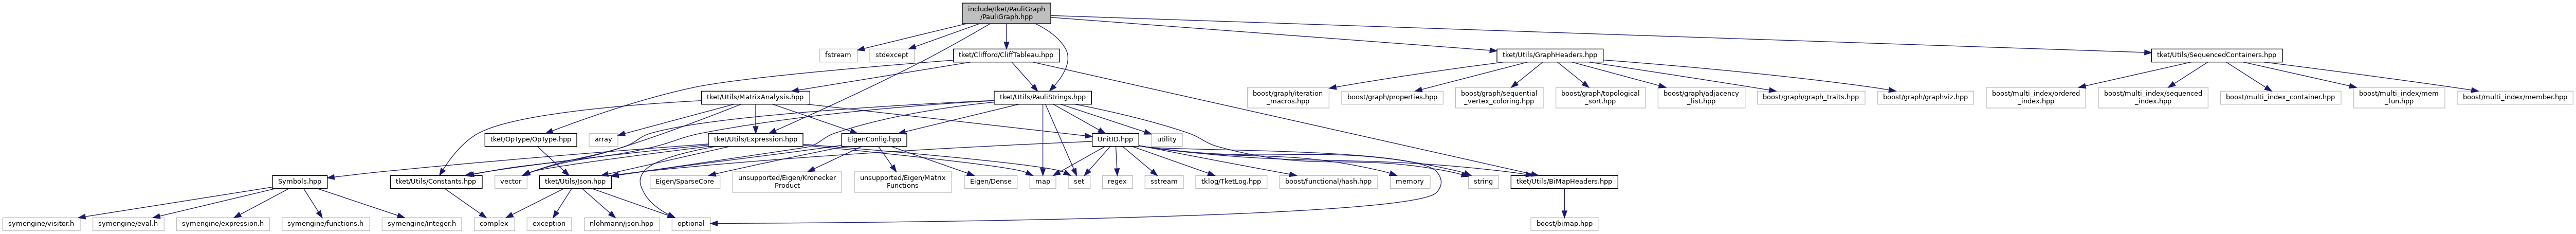 include/tket/PauliGraph
/PauliGraph.hpp
fstream
stdexcept
tket/Clifford/CliffTableau.hpp
tket/Utils/GraphHeaders.hpp
tket/Utils/SequencedContainers.hpp
tket/Utils/MatrixAnalysis.hpp
tket/Utils/PauliStrings.hpp
boost/graph/iteration
_macros.hpp
boost/graph/properties.hpp
boost/graph/sequential
_vertex_coloring.hpp
boost/graph/topological
_sort.hpp
boost/graph/adjacency
_list.hpp
boost/graph/graph_traits.hpp
boost/graph/graphviz.hpp
boost/multi_index/ordered
_index.hpp
boost/multi_index/sequenced
_index.hpp
boost/multi_index_container.hpp
boost/multi_index/mem
_fun.hpp
boost/multi_index/member.hpp
tket/OpType/OpType.hpp
array
tket/Utils/Expression.hpp
EigenConfig.hpp
UnitID.hpp
utility
Symbols.hpp
tket/Utils/Constants.hpp
vector
tket/Utils/Json.hpp
Eigen/SparseCore
unsupported/Eigen/Kronecker
Product
unsupported/Eigen/Matrix
Functions
Eigen/Dense
map
set
regex
sstream
tklog/TketLog.hpp
boost/functional/hash.hpp
memory
string
tket/Utils/BiMapHeaders.hpp
symengine/visitor.h
symengine/eval.h
symengine/expression.h
symengine/functions.h
symengine/integer.h
complex
exception
nlohmann/json.hpp
optional
boost/bimap.hpp